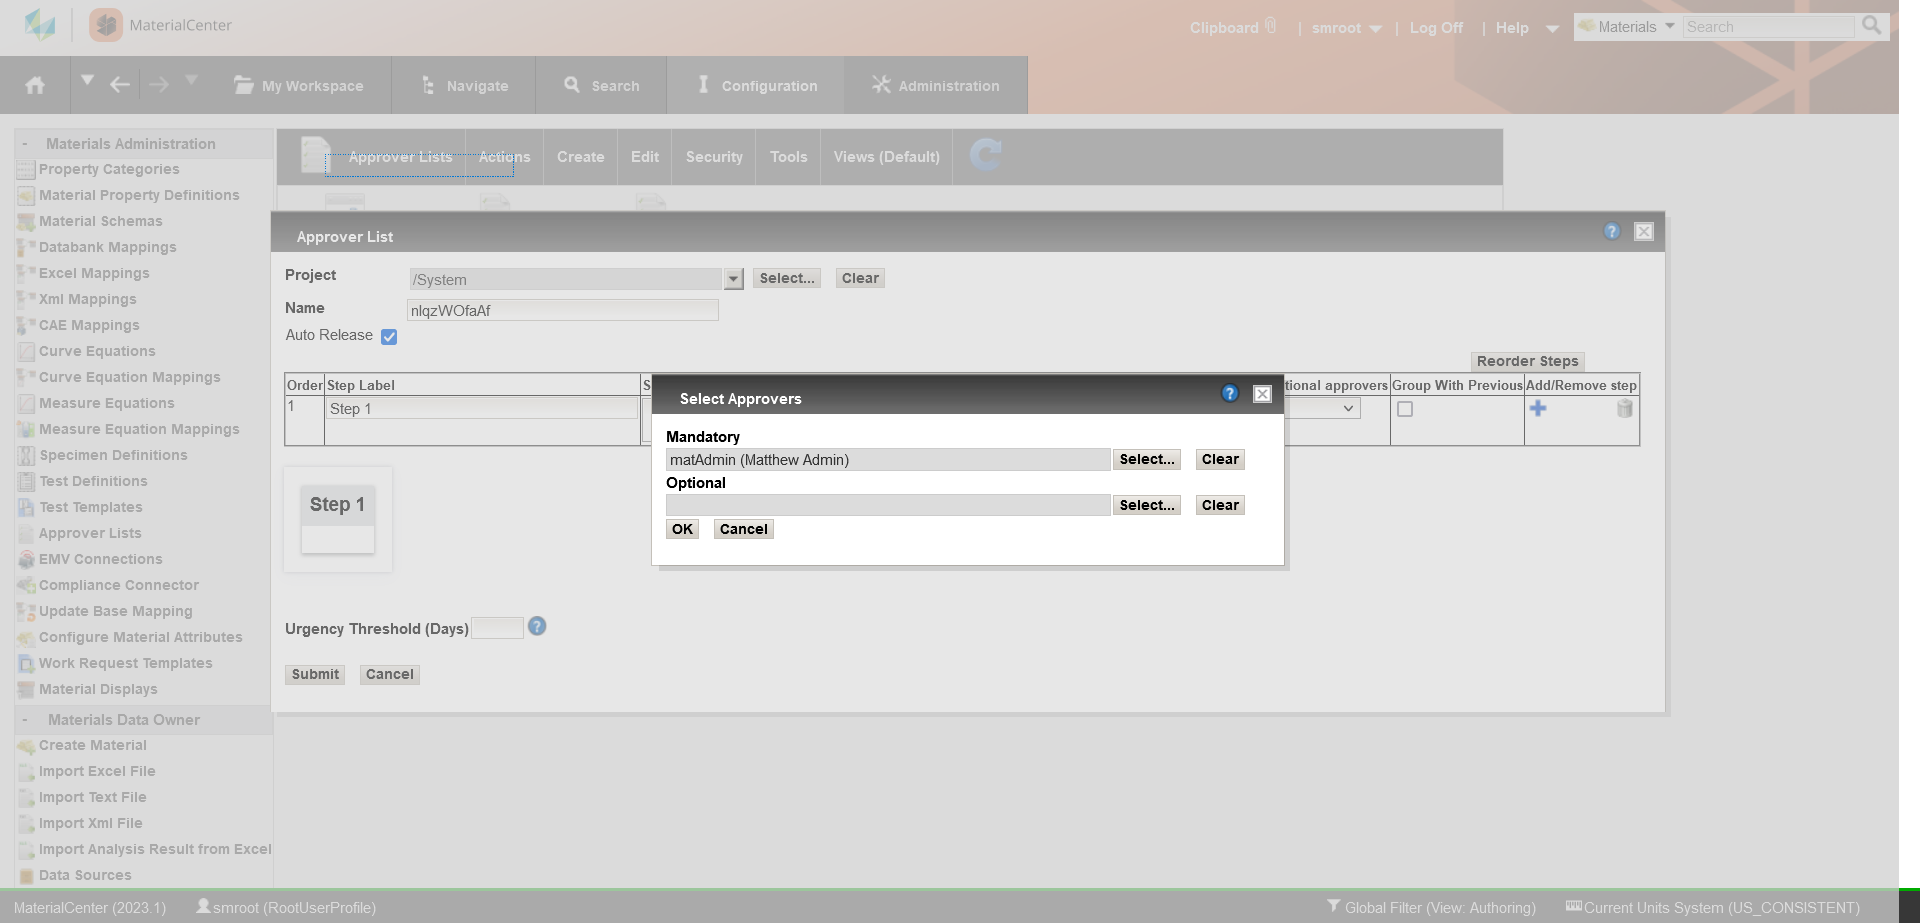 MaterialCenter
Clipboard | smroot | Log Off | Help Materials Search
My Workspace Navigate Search Configuration Administration
- Materials Administration
Property Categories
Material Property Definitions
Material Schemas
Databank Mappings
Excel Mappings
Xml Mappings
CAE Mappings
Curve Equations
Curve Equation Mappings
Measure Equations
Measure Equation Mappings
Specimen Definitions
Test Definitions
Test Templates
Approver Lists
EMV Connections
Compliance Connector
Update Base Mapping
Configure Material Attributes
Work Request Templates
Material Displays
- Materials Data Owner
Create Material
Import Excel File
Import Text File
Import Xml File
Import Analysis Result from Excel
Data Sources
Approver Lists Actions Create Edit Security Tools Views (Default)
Approver List ?
Project /System Select... Clear
Name nlqzWOfaAf
Auto Release
Reorder Steps
Order Step Label S tional approvers Group With Previous Add/Remove step
1 Step 1
Step 1
Urgency Threshold (Days) ?
Submit Cancel
Select Approvers ?
Mandatory
matAdmin (Matthew Admin) Select... Clear
Optional
Select... Clear
OK Cancel
MaterialCenter (2023.1) smroot (RootUserProfile) Global Filter (View: Authoring) Current Units System (US_CONSISTENT)